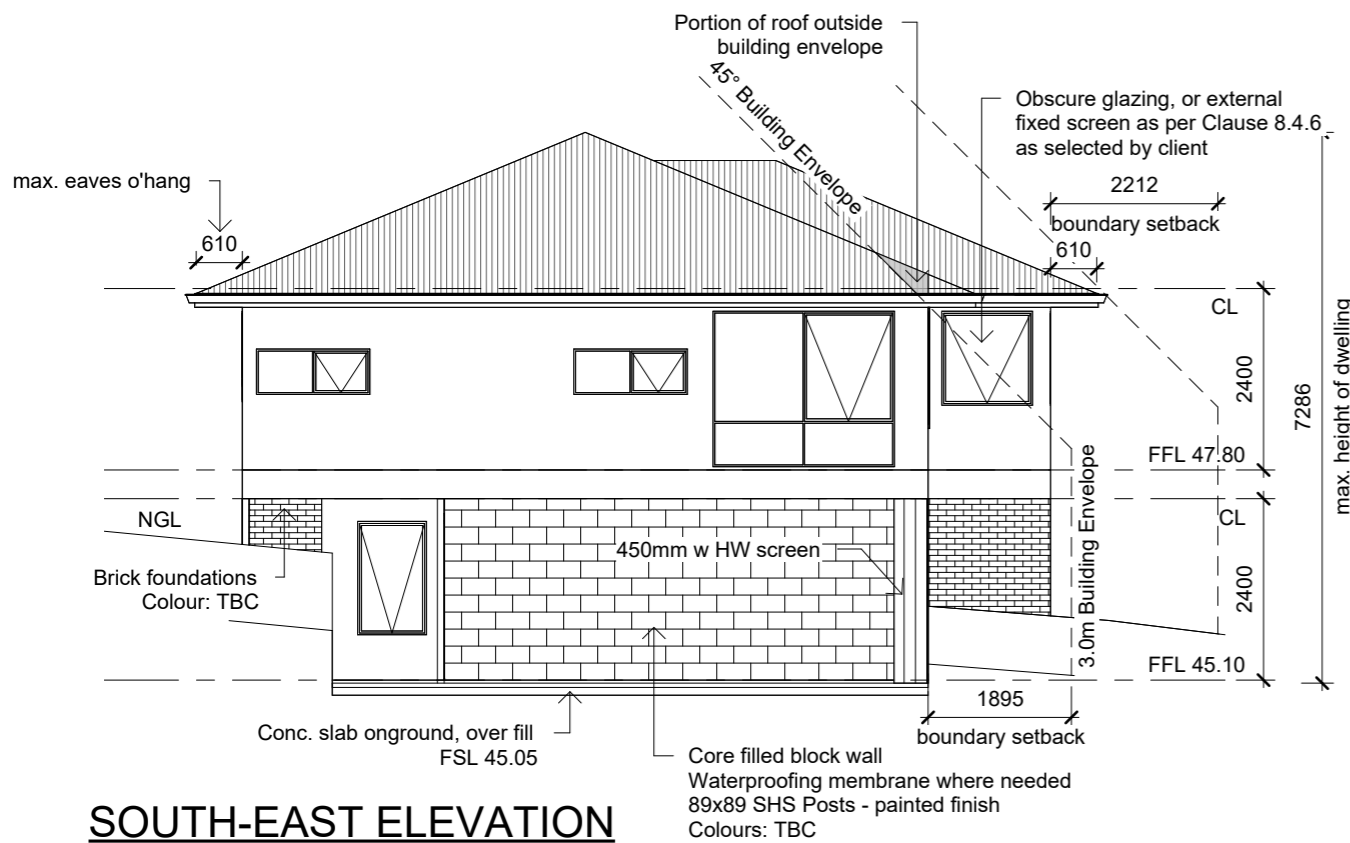 Portion of roof outside
building envelope
45° Building Envelope
Obscure glazing, or external
fixed screen as per Clause 8.4.6
as selected by client
max. eaves o'hang
2212
boundary setback
610
610
CL
2400
7286
max. height of dwelling
FFL 47.80
NGL
CL
450mm w HW screen
3.0m Building Envelope
Brick foundations
Colour: TBC
2400
FFL 45.10
1895
boundary setback
Conc. slab onground, over fill
FSL 45.05
Core filled block wall
Waterproofing membrane where needed
89x89 SHS Posts - painted finish
Colours: TBC
SOUTH-EAST ELEVATION